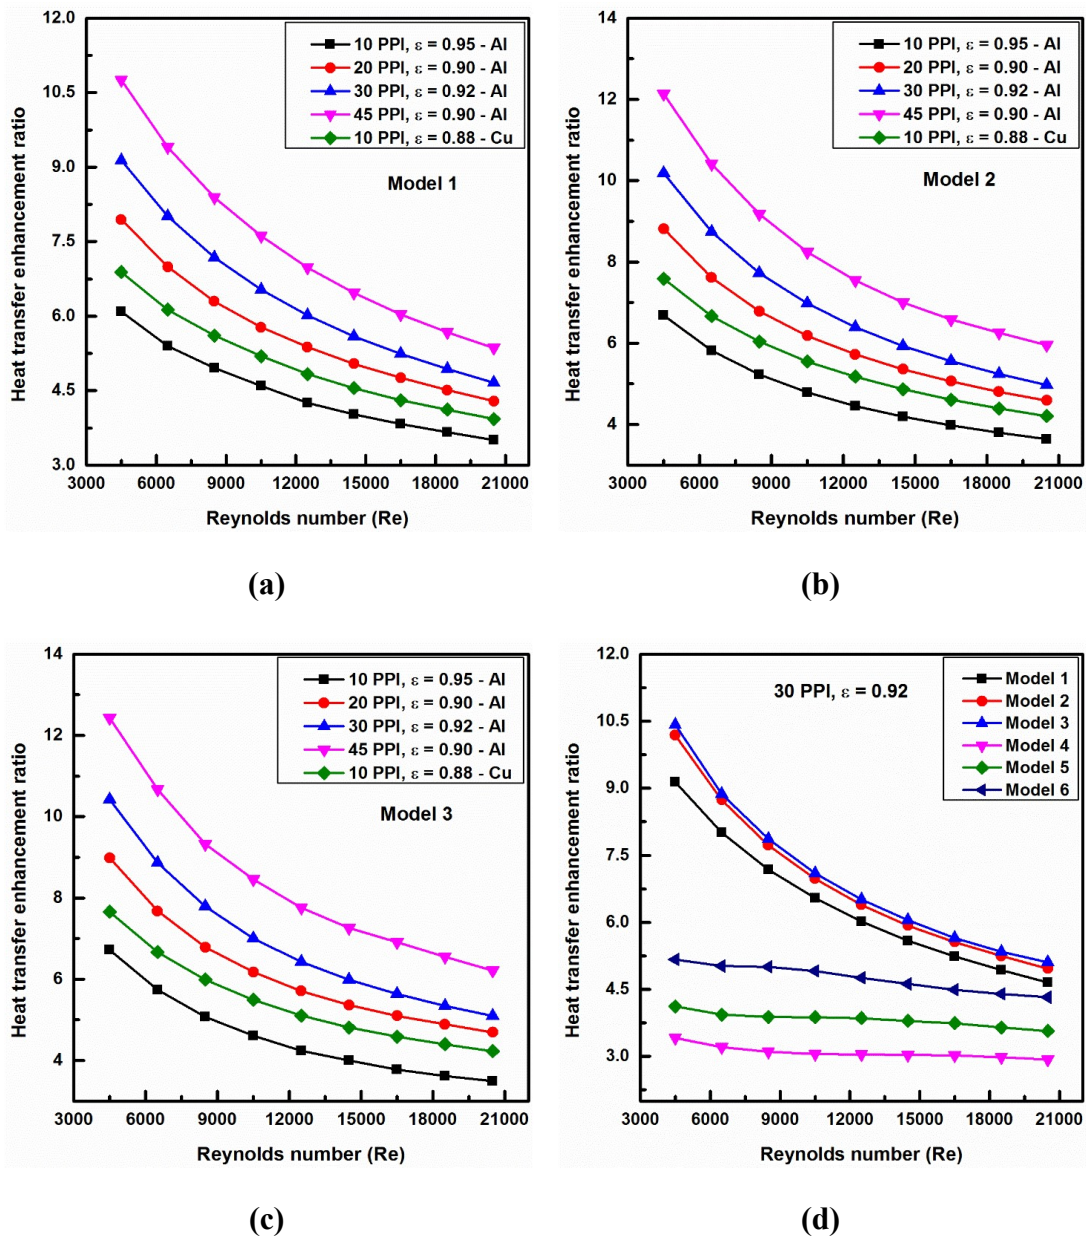 12.0
10.5
9.0
7.5
6.0
4.5
3.0
Heat transfer enhancement ratio
10 PPI, ε = 0.95 - Al
20 PPI, ε = 0.90 - Al
30 PPI, ε = 0.92 - Al
45 PPI, ε = 0.90 - Al
10 PPI, ε = 0.88 - Cu
Model 1
3000 6000 9000 12000 15000 18000 21000
Reynolds number (Re)
(a)
14
12
10
8
6
4
Heat transfer enhancement ratio
10 PPI, ε = 0.95 - Al
20 PPI, ε = 0.90 - Al
30 PPI, ε = 0.92 - Al
45 PPI, ε = 0.90 - Al
10 PPI, ε = 0.88 - Cu
Model 2
3000 6000 9000 12000 15000 18000 21000
Reynolds number (Re)
(b)
14
12
10
8
6
4
Heat transfer enhancement ratio
10 PPI, ε = 0.95 - Al
20 PPI, ε = 0.90 - Al
30 PPI, ε = 0.92 - Al
45 PPI, ε = 0.90 - Al
10 PPI, ε = 0.88 - Cu
Model 3
3000 6000 9000 12000 15000 18000 21000
Reynolds number (Re)
(c)
12.0
10.5
9.0
7.5
6.0
4.5
3.0
Heat transfer enhancement ratio
30 PPI, ε = 0.92
Model 1
Model 2
Model 3
Model 4
Model 5
Model 6
3000 6000 9000 12000 15000 18000 21000
Reynolds number (Re)
(d)